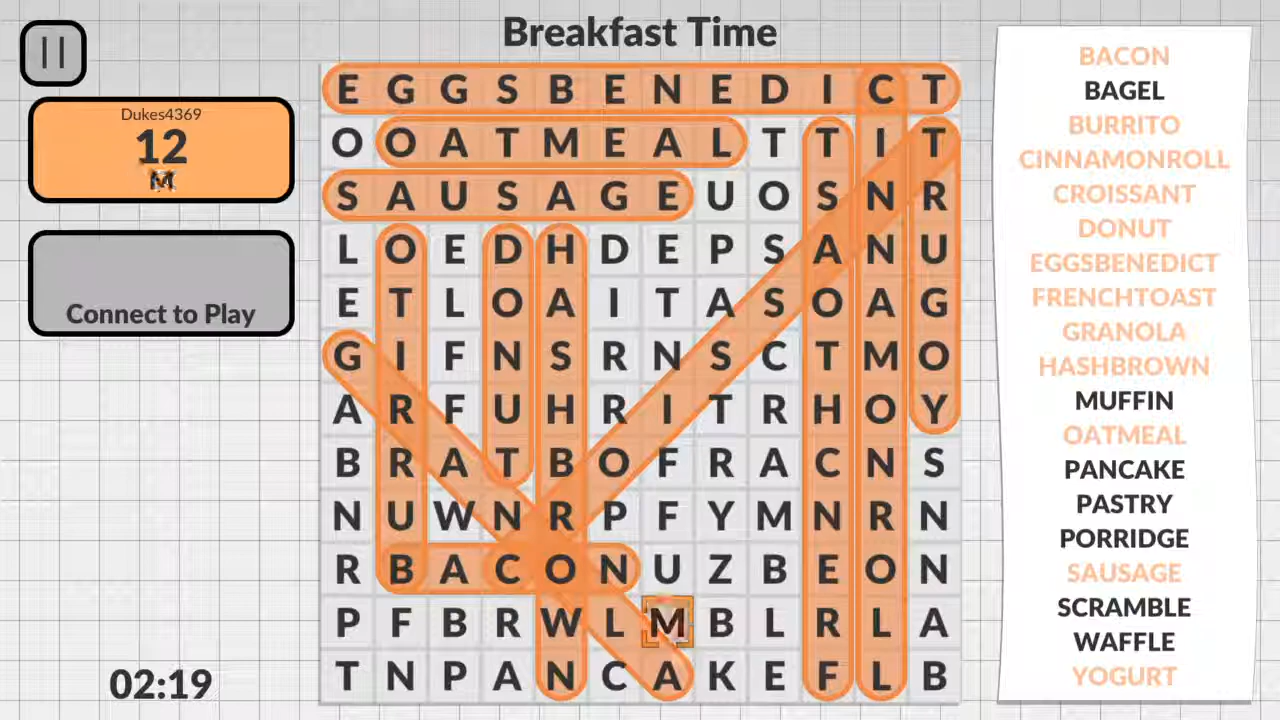 Breakfast Time
Dukes4369
12
M
Connect to Play
02:19
E G G S B E N E D I C T
O O A T M E A L T T I T
S A U S A G E U O S N R
L O E D H D E P S A N U
E T L O A I T A S O A G
G I F N S R N S C T M O
A R F U H R I T R H O Y
B R A T B O F R A C N S
N U W N R P F Y M N R N
R B A C O N U Z B E O N
P F B R W L M B L R L A
T N P A N C A K E F L B
BACON
BAGEL
BURRITO
CINNAMONROLL
CROISSANT
DONUT
EGGSBENEDICT
FRENCHTOAST
GRANOLA
HASHBROWN
MUFFIN
OATMEAL
PANCAKE
PASTRY
PORRIDGE
SAUSAGE
SCRAMBLE
WAFFLE
YOGURT